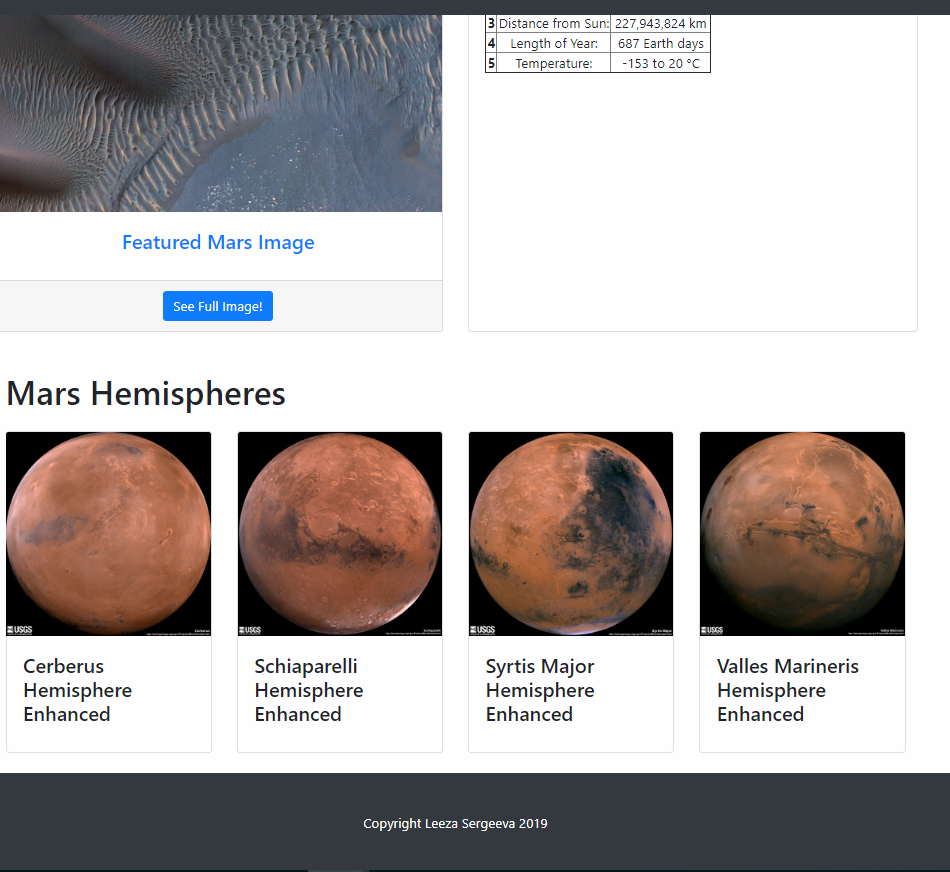 3 Distance from Sun: 227,943,824 km
4 Length of Year: 687 Earth days
5 Temperature: -153 to 20 °C
Featured Mars Image
See Full Image!
Mars Hemispheres
USGS
USGS
USGS
USGS
Cerberus
Hemisphere
Enhanced
Schiaparelli
Hemisphere
Enhanced
Syrtis Major
Hemisphere
Enhanced
Valles Marineris
Hemisphere
Enhanced
Copyright Leeza Sergeeva 2019